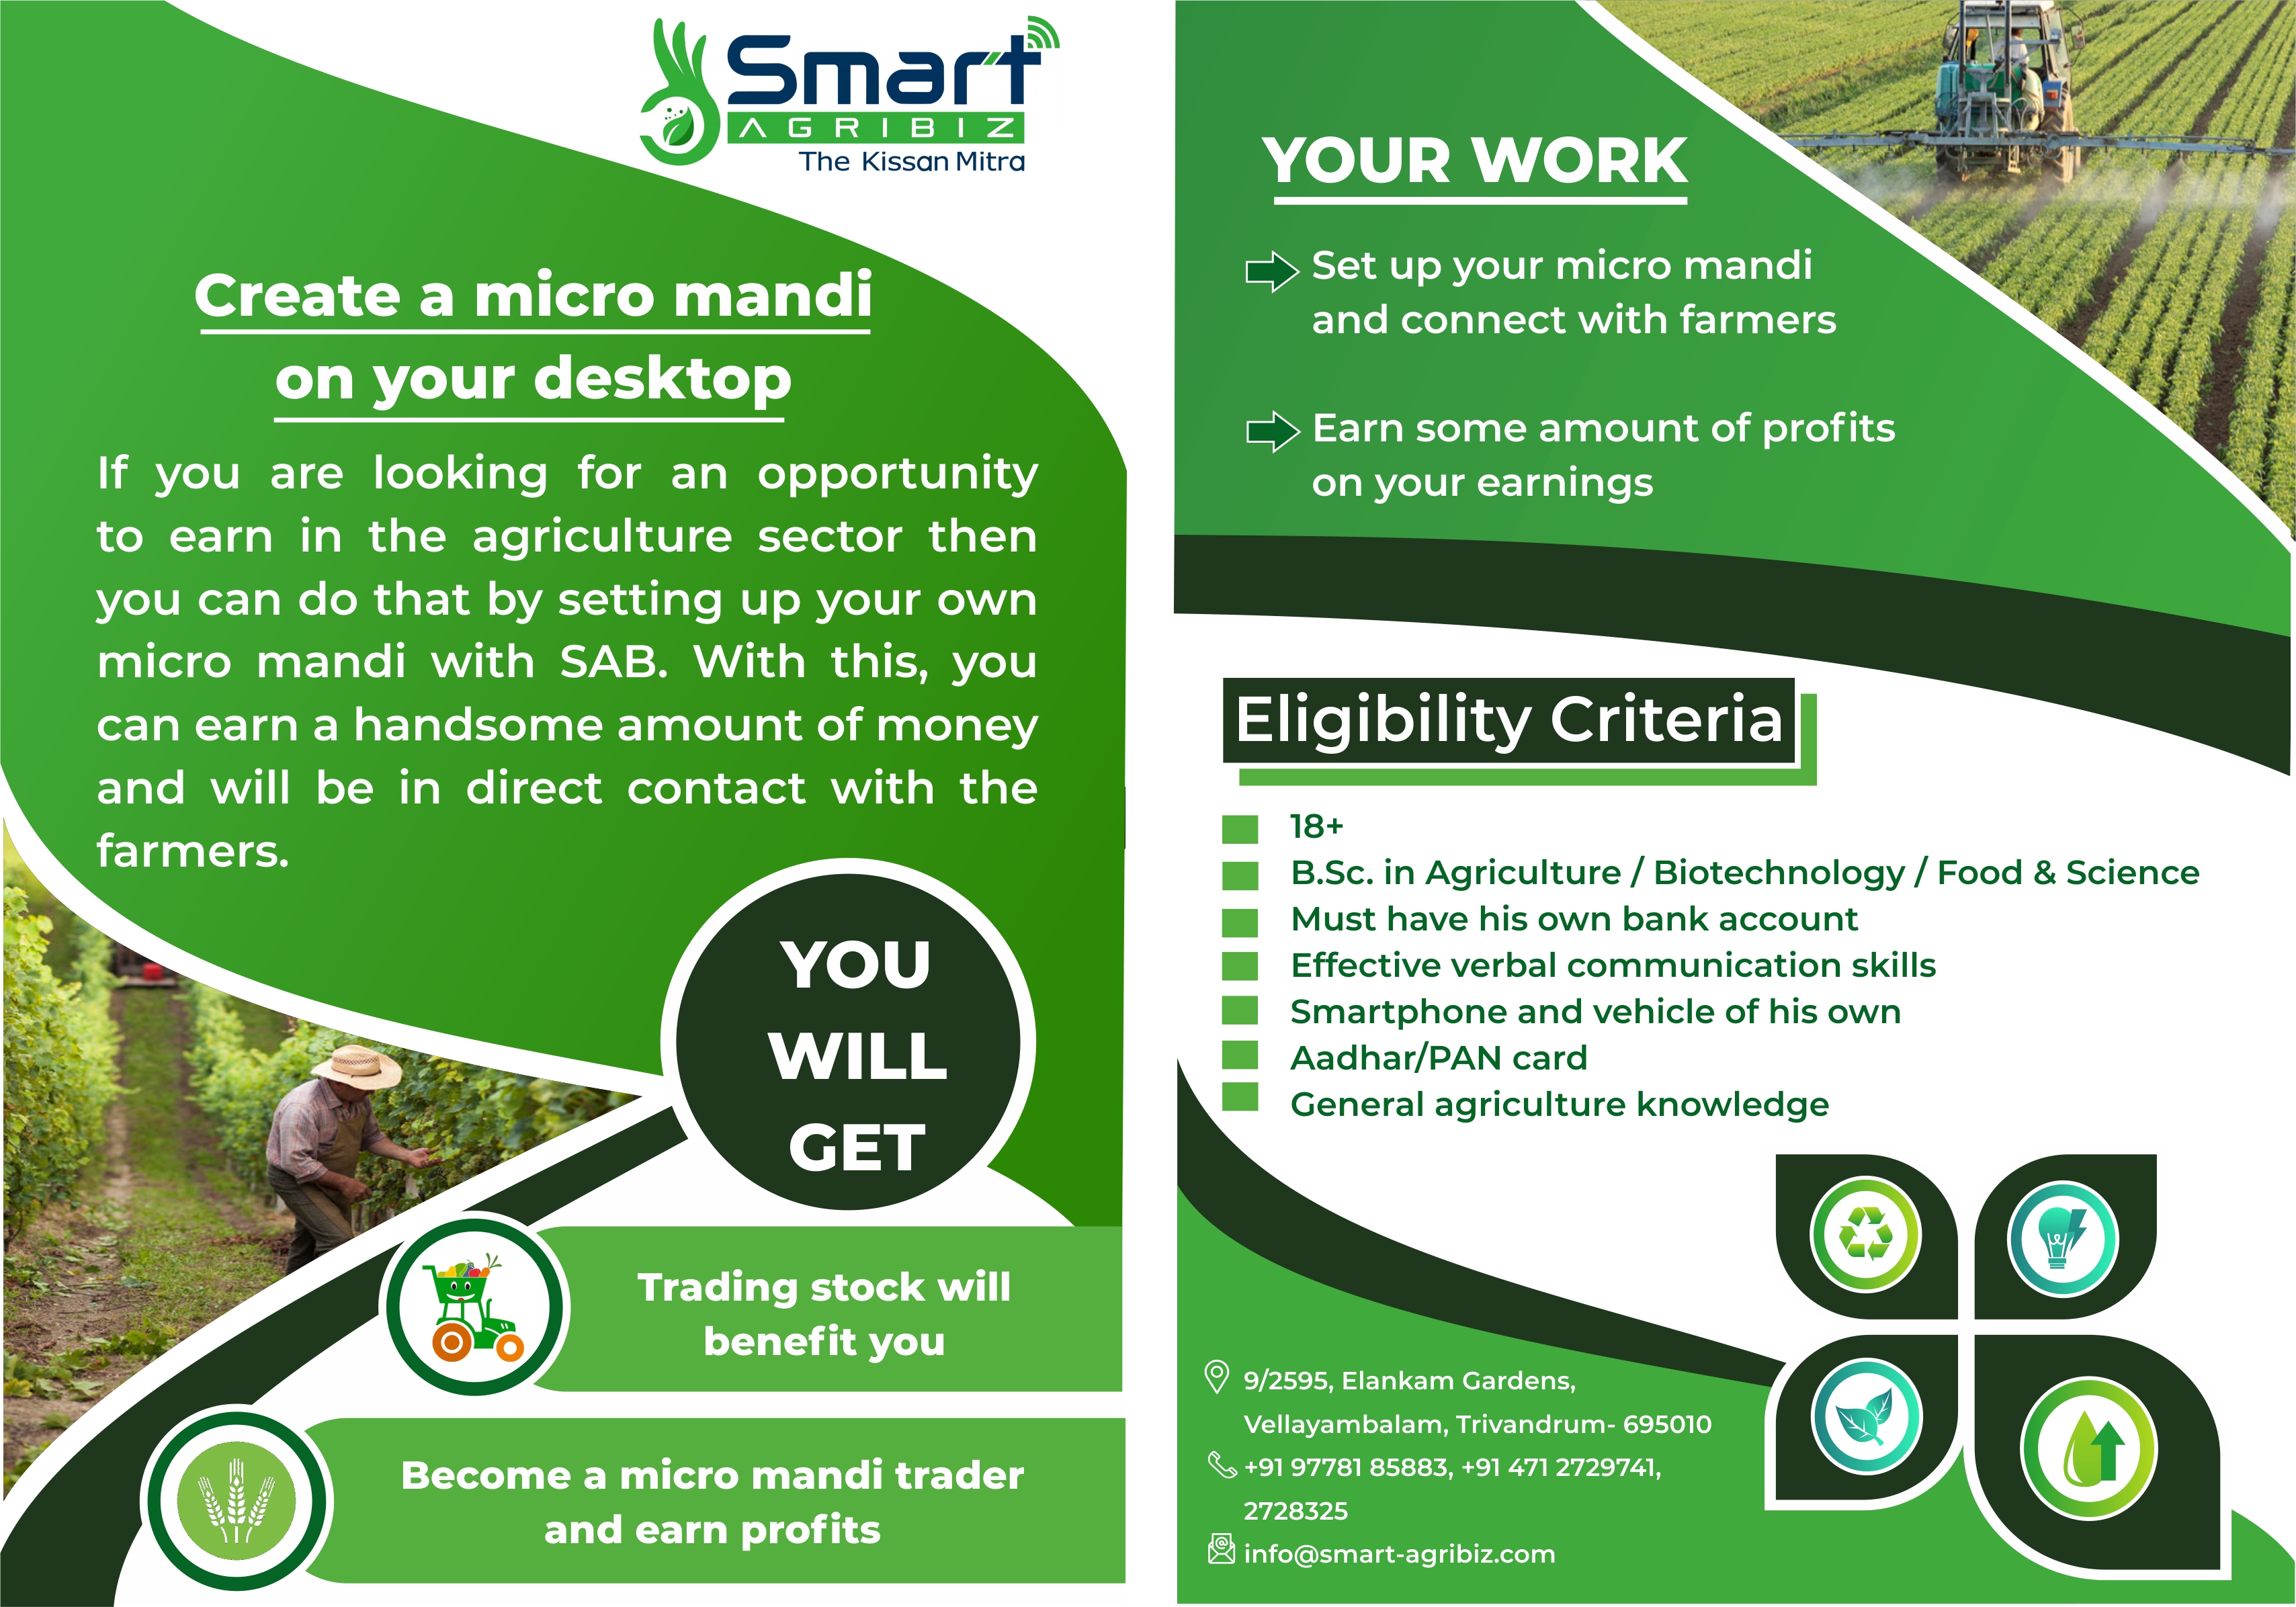 Smart
AGRIBIZ
The Kissan Mitra
Create a micro mandi
on your desktop
If you are looking for an opportunity
to earn in the agriculture sector then
you can do that by setting up your own
micro mandi with SAB. With this, you
can earn a handsome amount of money
and will be in direct contact with the
farmers.
YOU
WILL
GET
Trading stock will
benefit you
Become a micro mandi trader
and earn profits
YOUR WORK
Set up your micro mandi
and connect with farmers
Earn some amount of profits
on your earnings
Eligibility Criteria
18+
B.Sc. in Agriculture / Biotechnology / Food & Science
Must have his own bank account
Effective verbal communication skills
Smartphone and vehicle of his own
Aadhar/PAN card
General agriculture knowledge
9/2595, Elankam Gardens,
Vellayambalam, Trivandrum- 695010
+91 97781 85883, +91 471 2729741,
2728325
info@smart-agribiz.com